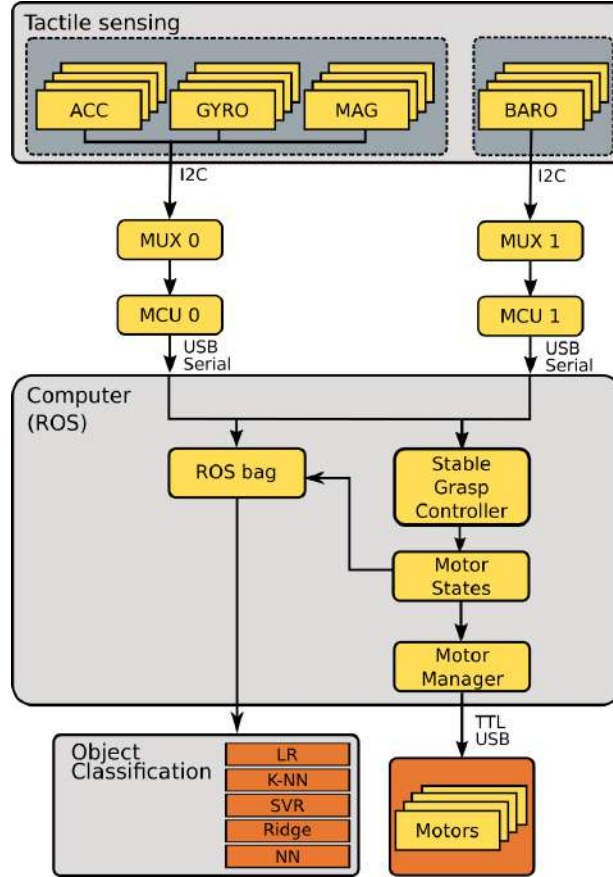 Tactile sensing
ACC
GYRO
MAG
BARO
I2C
I2C
MUX 0
MUX 1
MCU 0
MCU 1
USB
Serial
USB
Serial
Computer
(ROS)
ROS bag
Stable
Grasp
Controller
Motor
States
Motor
Manager
TTL
USB
Object
Classification
LR
K-NN
SVR
Ridge
NN
Motors